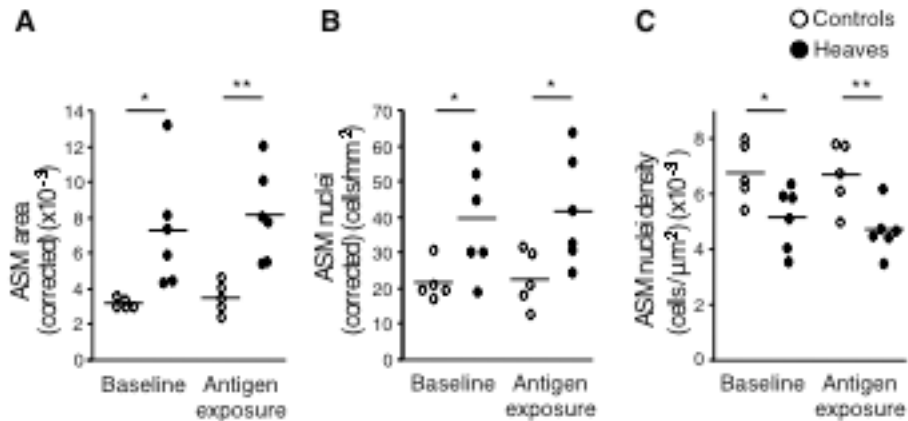 A
B
C
Controls
Heaves
*
**
*
*
*
**
ASM area
(corrected) (x10-3)
14
12
10
8
6
4
2
0
Baseline
Antigen
exposure
ASM nuclei
(corrected) (cells/mm2)
70
60
50
40
30
20
10
0
Baseline
Antigen
exposure
ASM nuclei density
(cells/µm2) (x10-3)
8
6
4
2
0
Baseline
Antigen
exposure